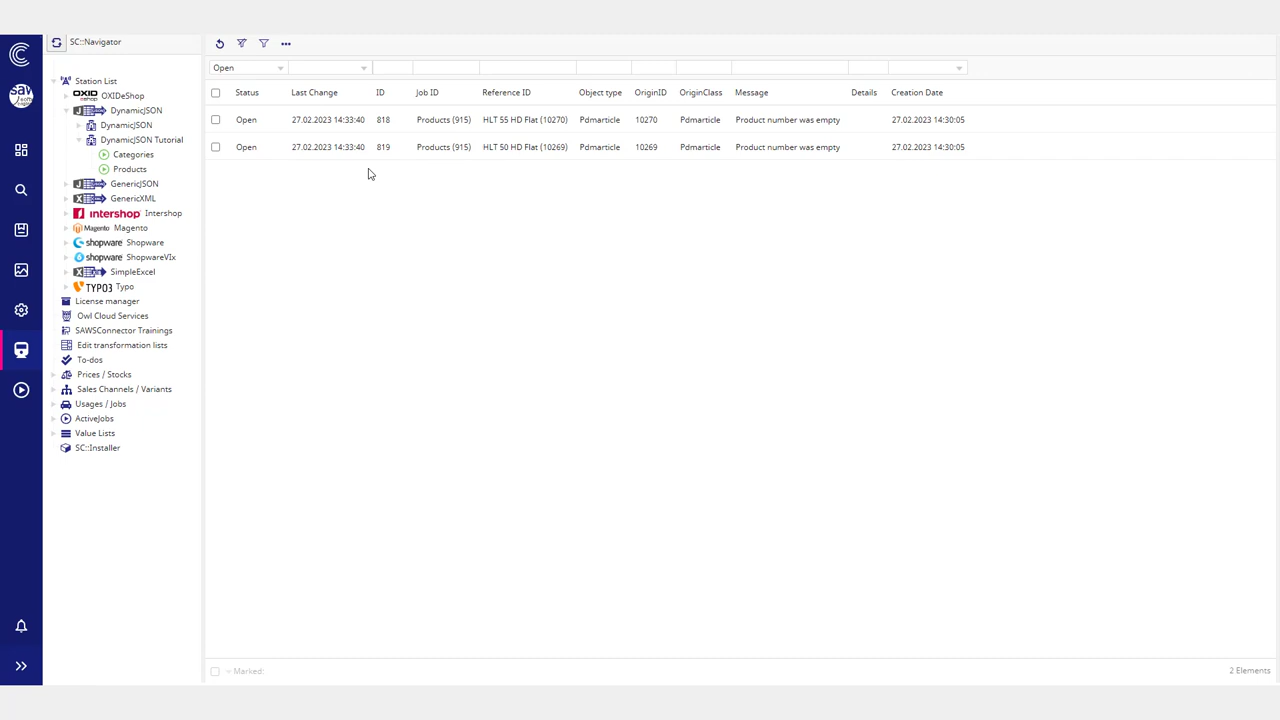 SC::Navigator
Open
Station List
OXID eShop OXIDeShop
DynamicJSON
DynamicJSON
DynamicJSON Tutorial
Categories
Products
GenericJSON
GenericXML
intershop Intershop
Magento Magento
shopware Shopware
shopware ShopwareVIx
SimpleExcel
TYPO3 Typo
License manager
Owl Cloud Services
SAWSConnector Trainings
Edit transformation lists
To-dos
Prices / Stocks
Sales Channels / Variants
Usages / Jobs
ActiveJobs
Value Lists
SC::Installer
Status Last Change ID Job ID Reference ID Object type OriginID OriginClass Message Details Creation Date
Open 27.02.2023 14:33:40 818 Products (915) HLT 55 HD Flat (10270) Pdmarticle 10270 Pdmarticle Product number was empty 27.02.2023 14:30:05
Open 27.02.2023 14:33:40 819 Products (915) HLT 50 HD Flat (10269) Pdmarticle 10269 Pdmarticle Product number was empty 27.02.2023 14:30:05
Marked:
2 Elements